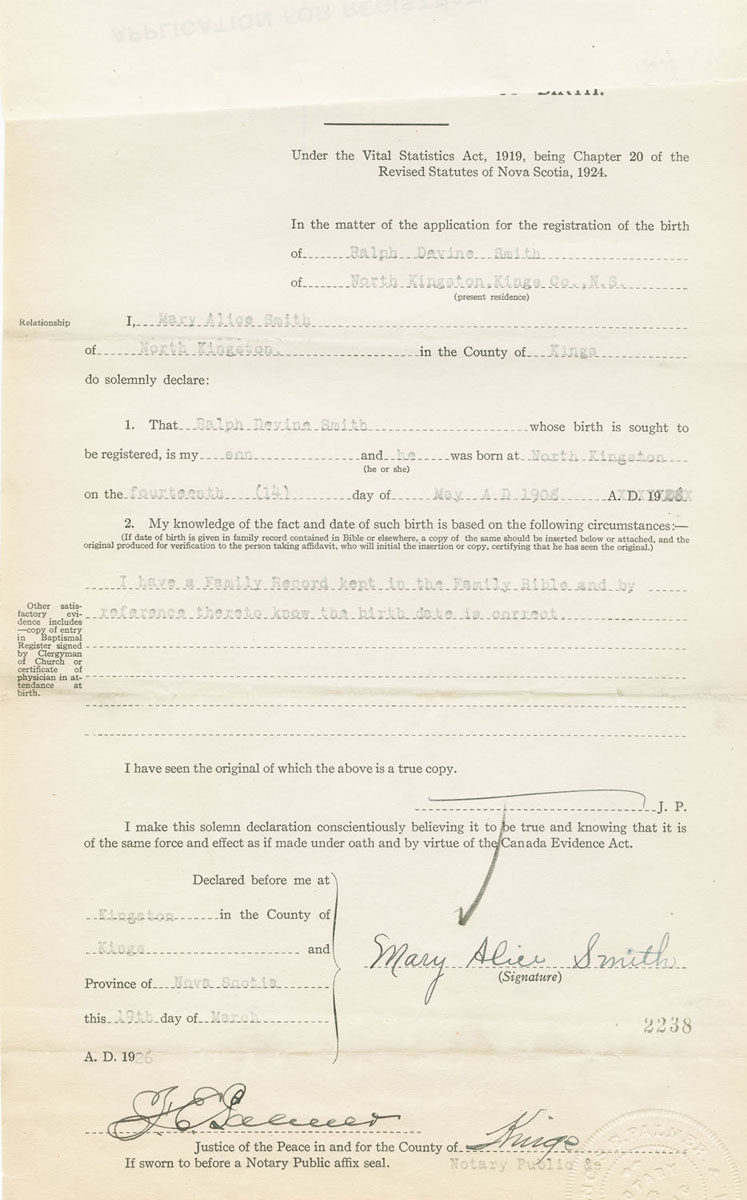 Under the Vital Statistics Act, 1919, being Chapter 20 of the
Revised Statutes of Nova Scotia, 1924.
In the matter of the application for the registration of the birth
of Ralph Devine Smith
of North Kingston, Kings Co., N.S.
(present residence)
Relationship
I, Mary Alice Smith
of North Kingston. in the County of Kings
do solemnly declare:
1. That Ralph Devine Smith whose birth is sought to
be registered, is my son and he was born at North Kingston
(he or she)
on the fourteenth (14) day of May A D 190 A. D. 19
2. My knowledge of the fact and date of such birth is based on the following circumstances:—
(If date of birth is given in family record contained in Bible or elsewhere, a copy of the same should be inserted below or attached, and the
original produced for verification to the person taking affidavit, who will initial the insertion or copy, certifying that he has seen the original.)
I have a Family Record kept in the Family Bible and by
reference thereto know the birth date is correct.
Other satis-
factory evi-
dence includes
—copy of entry
in Baptismal
Register signed
by Clergyman
of Church or
certificate of
physician in at-
tendance at
birth.
I have seen the original of which the above is a true copy.
J. P.
I make this solemn declaration conscientiously believing it to be true and knowing that it is
of the same force and effect as if made under oath and by virtue of the Canada Evidence Act.
Declared before me at
Kingston in the County of
Kings and
Province of Nova Scotia
this 19th day of March
A. D. 1926
Mary Alice Smith
(Signature)
2238
Justice of the Peace in and for the County of Kings
If sworn to before a Notary Public affix seal.
Notary Public